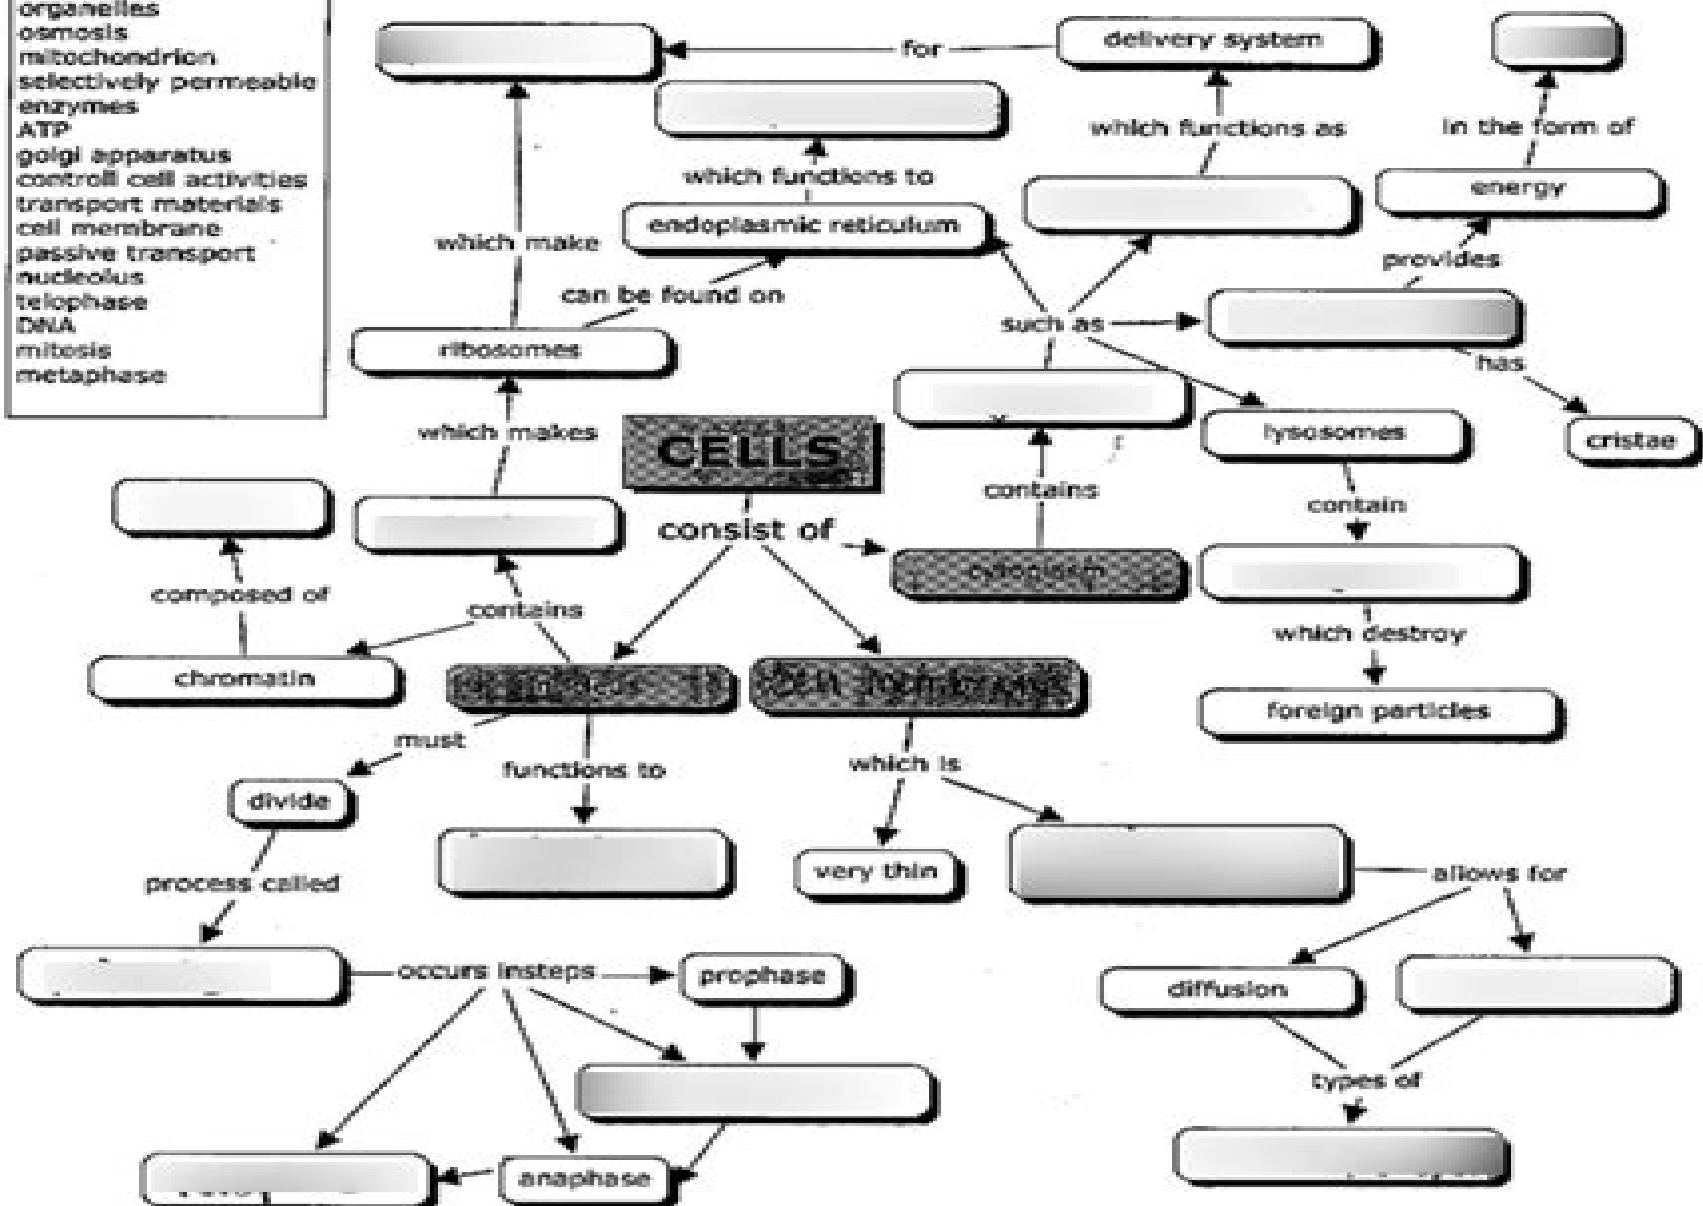 organelles
osmosis
mitochondrion
selectively permeable
enzymes
ATP
golgi apparatus
controll cell activities
transport materials
cell membrane
passive transport
nucleolus
telophase
DNA
mitosis
metaphase
for
delivery system
which functions as
in the form of
which functions to
energy
endoplasmic reticulum
which make
provides
can be found on
such as
ribosomes
has
which makes
lysosomes
cristae
CELLS
contains
contain
consist of
cytoplasm
composed of
contains
which destroy
chromatin
foreign particles
must
functions to
which is
divide
very thin
allows for
process called
occurs insteps
prophase
diffusion
types of
anaphase